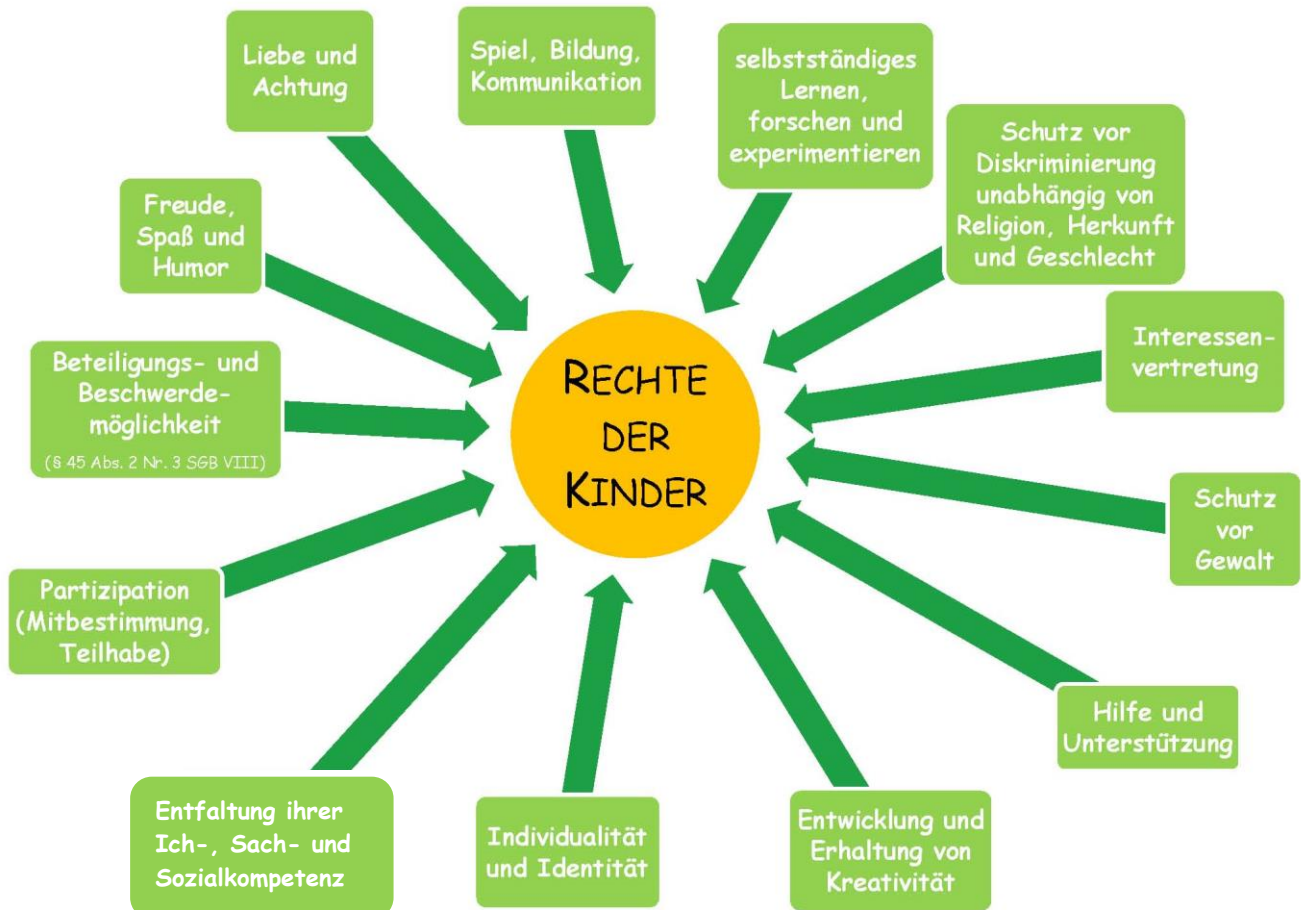 Liebe und
Achtung
Spiel, Bildung,
Kommunikation
selbstständiges
Lernen,
forschen und
experimentieren
Schutz vor
Diskriminierung
unabhängig von
Religion, Herkunft
und Geschlecht
Freude,
Spaß und
Humor
Interessen-
vertretung
Beteiligungs- und
Beschwerde-
möglichkeit
(§ 45 Abs. 2 Nr. 3 SGB VIII)
RECHTE
DER
KINDER
Schutz
vor
Gewalt
Partizipation
(Mitbestimmung,
Teilhabe)
Hilfe und
Unterstützung
Entfaltung ihrer
Ich-, Sach- und
Sozialkompetenz
Individualität
und Identität
Entwicklung und
Erhaltung von
Kreativität